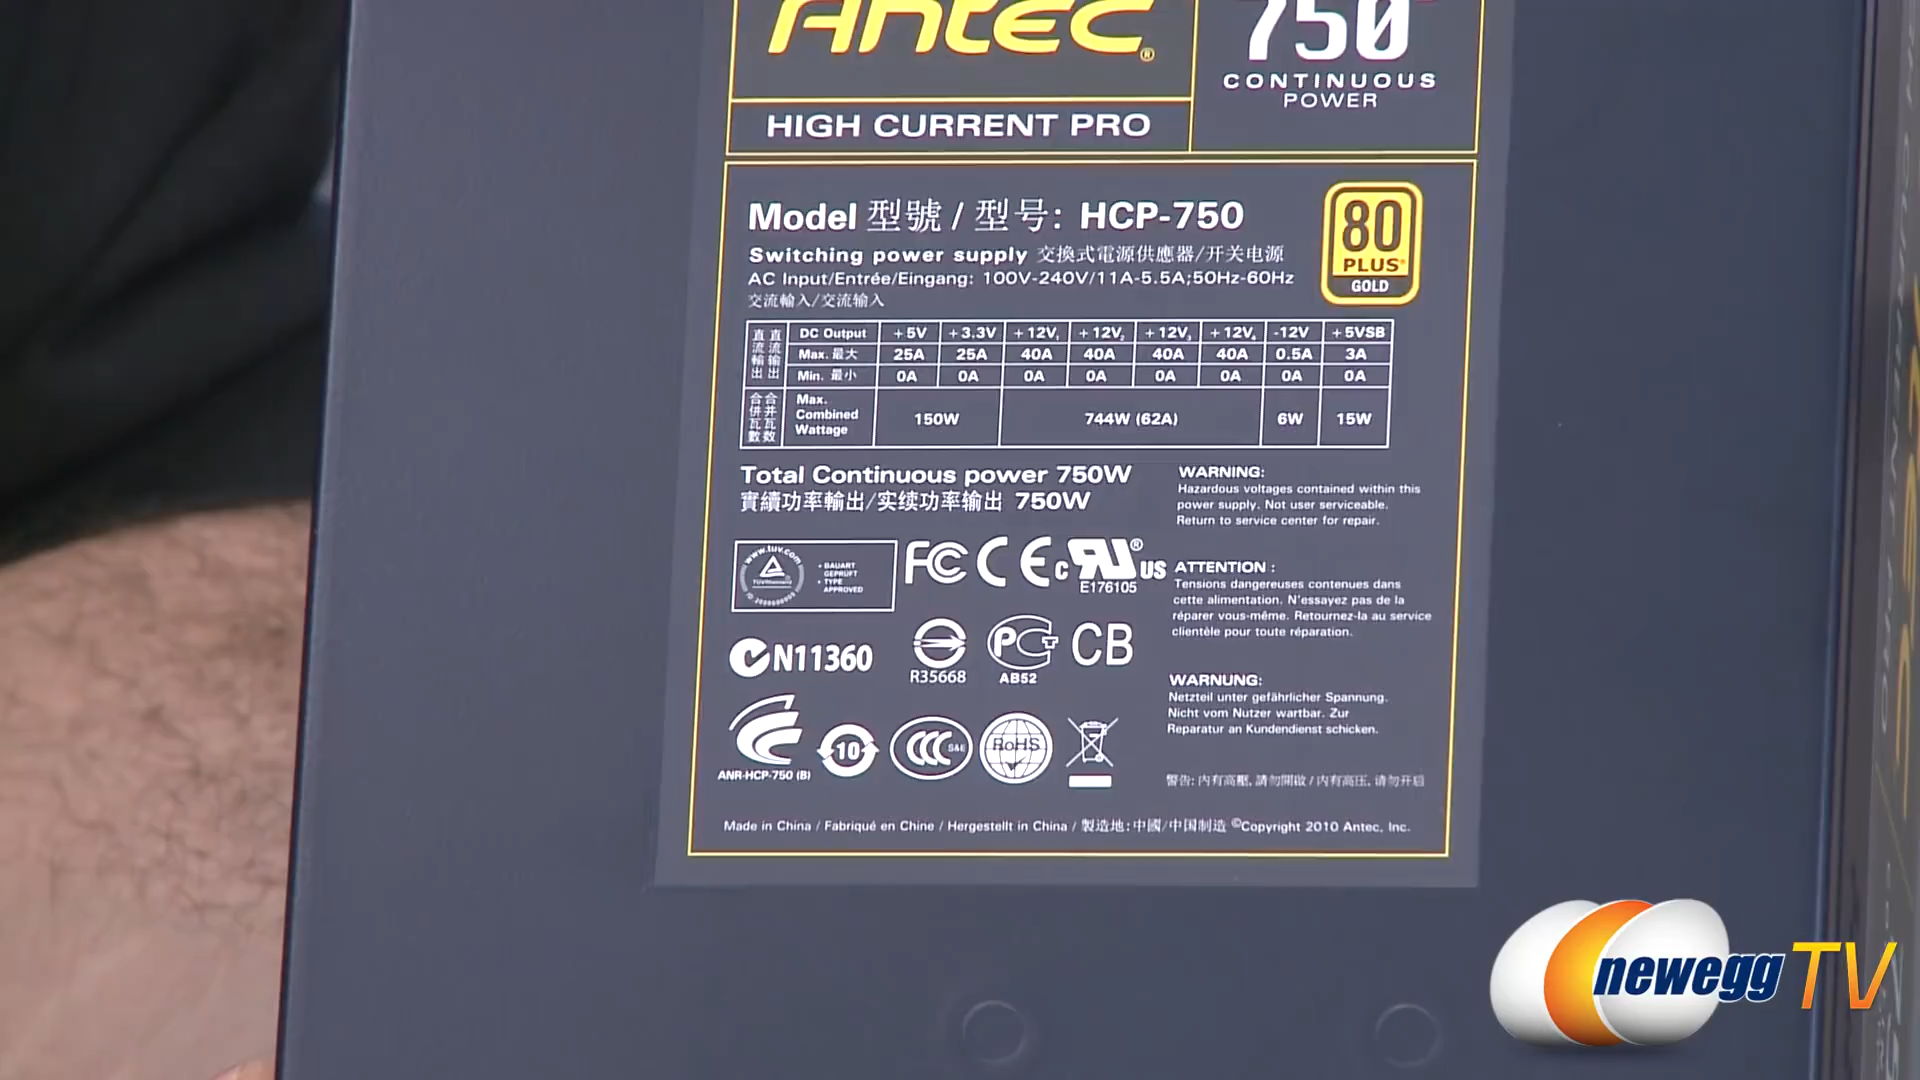 Antec®
750
CONTINUOUS
POWER
HIGH CURRENT PRO
Model 型號 / 型号: HCP-750
80
PLUS®
GOLD
Switching power supply 交換式電源供應器/开关电源
AC Input/Entrée/Eingang: 100V-240V/11A-5.5A;50Hz-60Hz
交流輸入/交流输入
直流輸出 直流输出 DC Output +5V +3.3V +12V₁ +12V₂ +12V₃ +12V₄ -12V +5VSB
Max. 最大 25A 25A 40A 40A 40A 40A 0.5A 3A
Min. 最小 0A 0A 0A 0A 0A 0A 0A 0A
合併瓦數 合并瓦数 Max.
Combined
Wattage
150W 744W (62A) 6W 15W
Total Continuous power 750W
實續功率輸出/实续功率输出 750W
WARNING:
Hazardous voltages contained within this
power supply. Not user serviceable.
Return to service center for repair.
www.tuv.com
TÜVRheinland
• BAUART
GEPRÜFT
• TYPE
APPROVED
FC CE c RU® US
E176105
ATTENTION :
Tensions dangereuses contenues dans
cette alimentation. N'essayez pas de la
réparer vous-même. Retournez-la au service
clientèle pour toute réparation.
N11360
R35668
PCT
AB52
CB
WARNUNG:
Netzteil unter gefährlicher Spannung.
Nicht vom Nutzer wartbar. Zur
Reparatur an Kundendienst schicken.
ANR-HCP-750 (B)
10
CCC S&E
RoHS
警告: 内有高壓, 請勿開啟 / 内有高压, 请勿开启
Made in China / Fabriqué en Chine / Hergestellt in China / 製造地: 中國/中国制造 ©Copyright 2010 Antec, Inc.
newegg TV